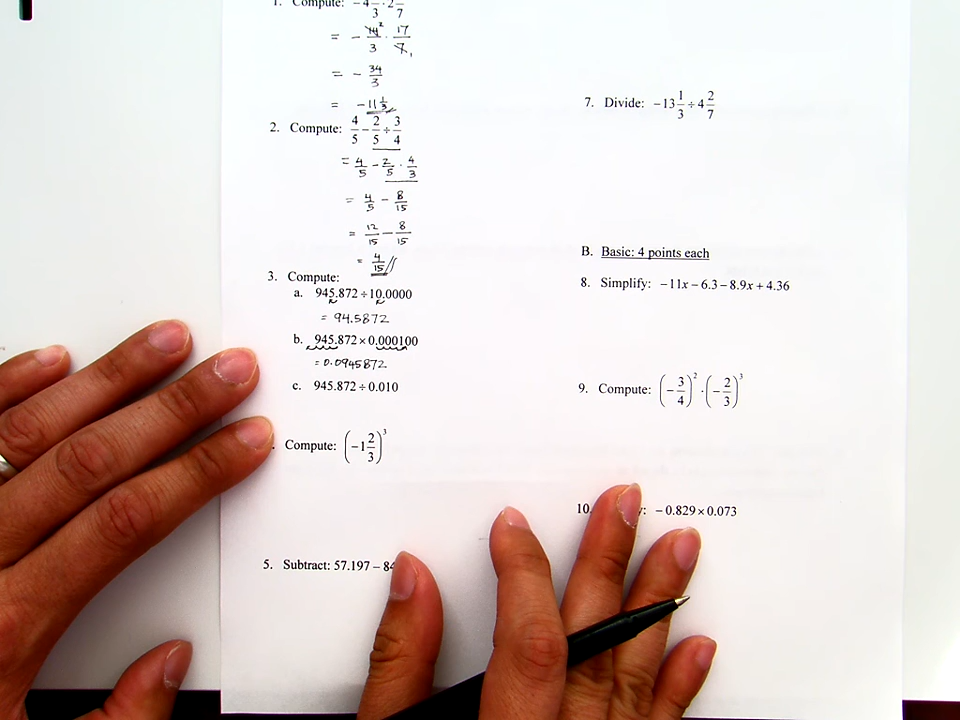 1. Compute: −4 2/3 · 2 3/7
= − 14² / 3 · 17 / 7₁
= − 34/3
= −11 1/3
2. Compute: 4/5 − 2/5 ÷ 3/4
= 4/5 − 2/5 · 4/3
= 4/5 − 8/15
= 12/15 − 8/15
= 4/15
3. Compute:
a. 945.872 ÷ 10.0000
= 94.5872
b. 945.872 × 0.000100
= 0.0945872
c. 945.872 ÷ 0.010
. Compute: (−1 2/3)³
5. Subtract: 57.197 − 84
7. Divide: −13 1/3 ÷ 4 2/7
B. Basic: 4 points each
8. Simplify: −11x − 6.3 − 8.9x + 4.36
9. Compute: (−3/4)² · (−2/3)³
10. y: −0.829 × 0.073